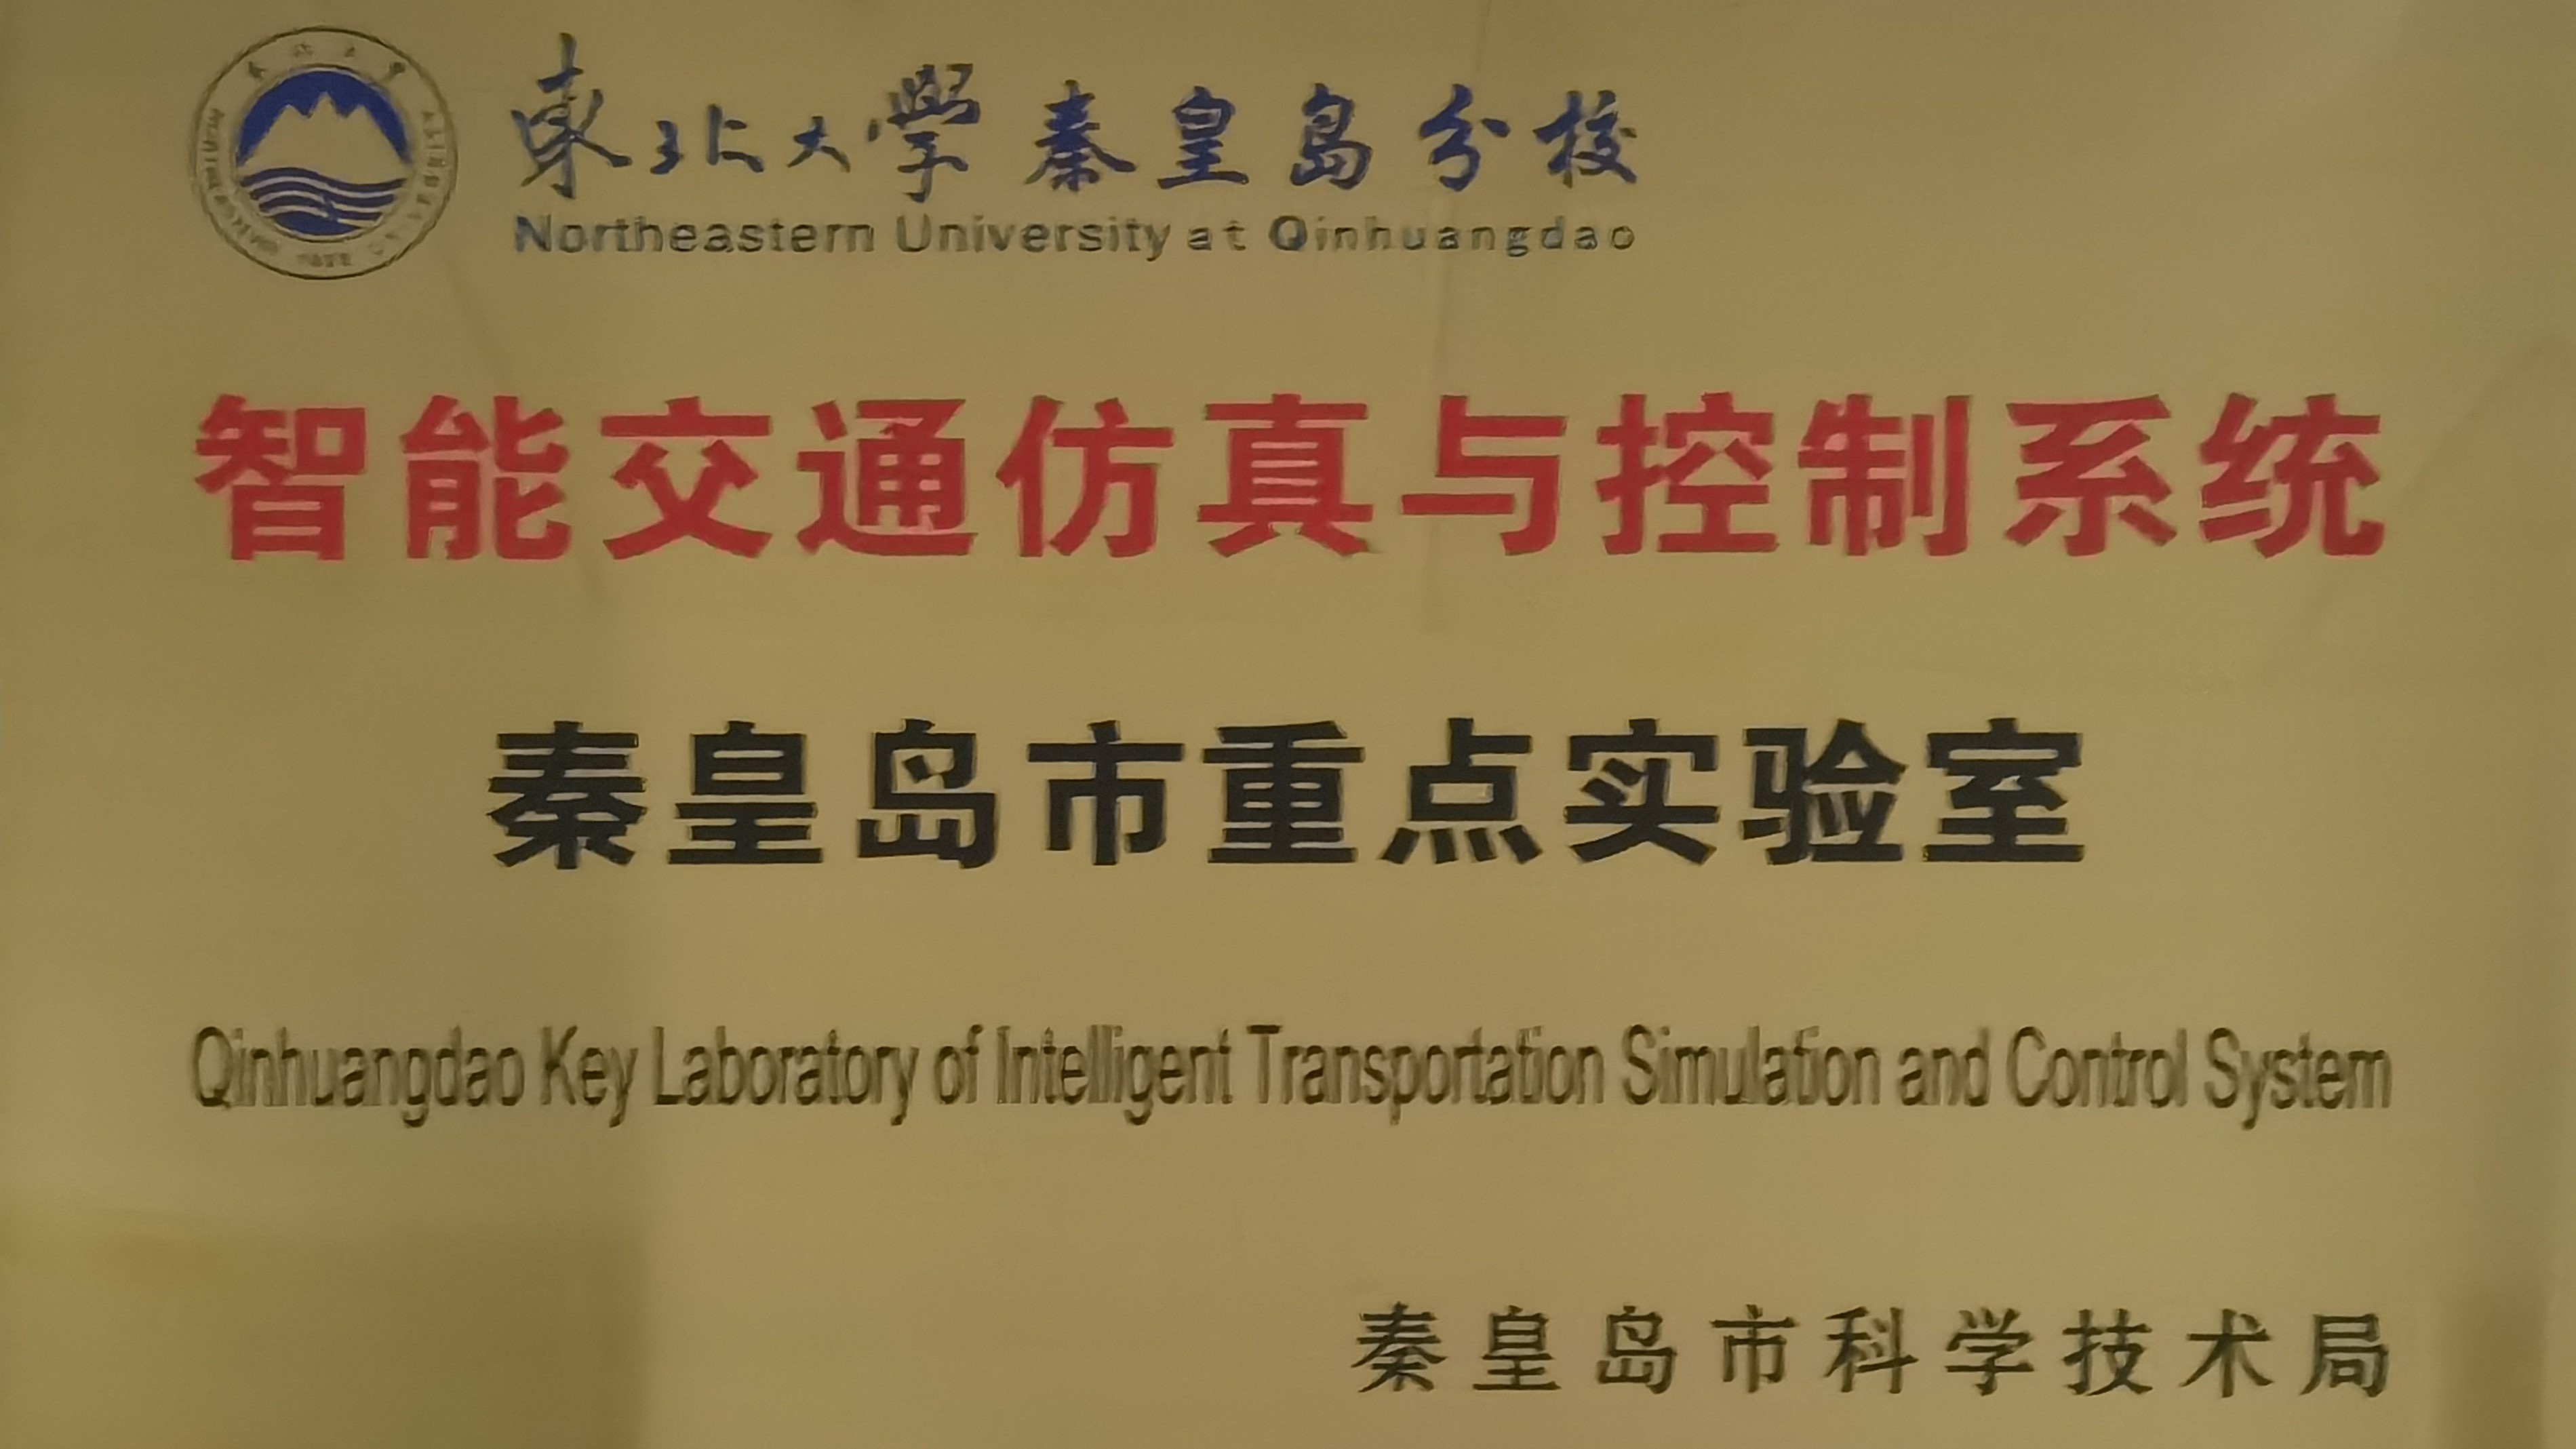 東北大學秦皇岛分校
Northeastern University at Qinhuangdao
智能交通仿真与控制系统
秦皇岛市重点实验室
Qinhuangdao Key Laboratory of Intelligent Transportation Simulation and Control System
秦皇岛市科学技术局